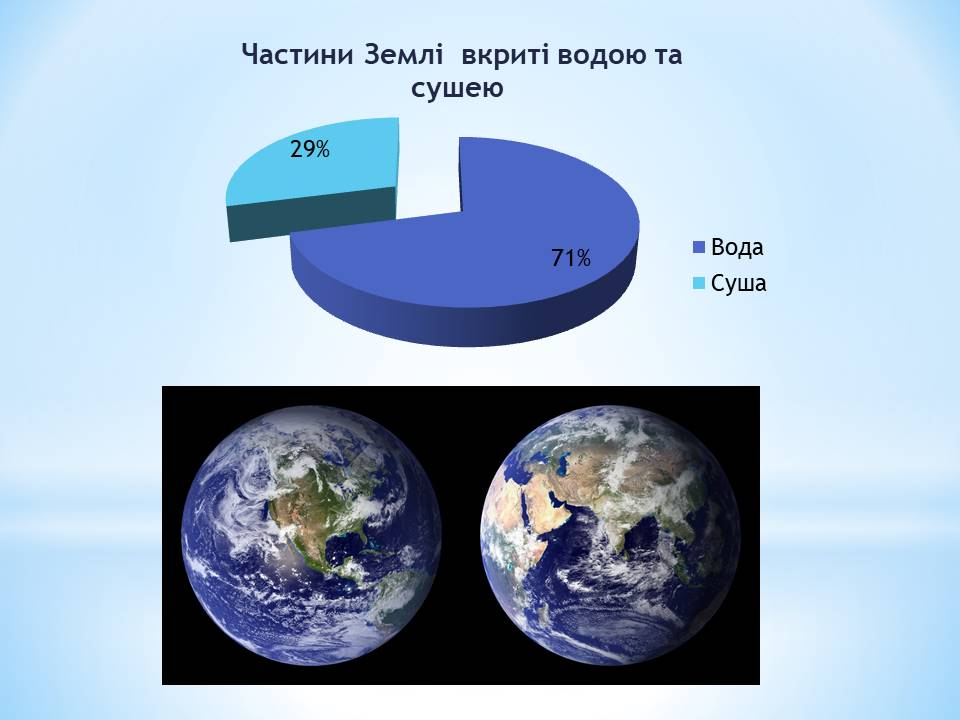 Частини Землі вкриті водою та
сушею
29%
71%
Вода
Суша